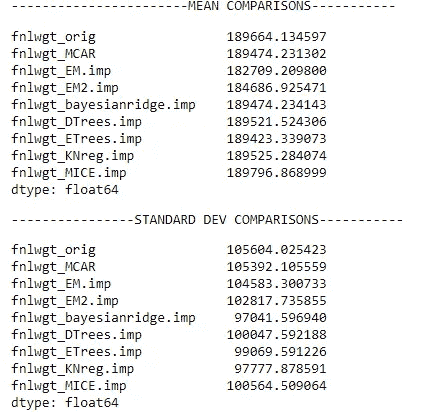 -----------------------MEAN COMPARISONS-----------
fnlwgt_orig 189664.134597
fnlwgt_MCAR 189474.231302
fnlwgt_EM.imp 182709.209800
fnlwgt_EM2.imp 184686.925471
fnlwgt_bayesianridge.imp 189474.234143
fnlwgt_DTrees.imp 189521.524306
fnlwgt_ETrees.imp 189423.339073
fnlwgt_KNreg.imp 189525.284074
fnlwgt_MICE.imp 189796.868999
dtype: float64
----------------STANDARD DEV COMPARISONS-----------
fnlwgt_orig 105604.025423
fnlwgt_MCAR 105392.105559
fnlwgt_EM.imp 104583.300733
fnlwgt_EM2.imp 102817.735855
fnlwgt_bayesianridge.imp 97041.596940
fnlwgt_DTrees.imp 100047.592188
fnlwgt_ETrees.imp 99069.591226
fnlwgt_KNreg.imp 97777.878591
fnlwgt_MICE.imp 100564.509064
dtype: float64